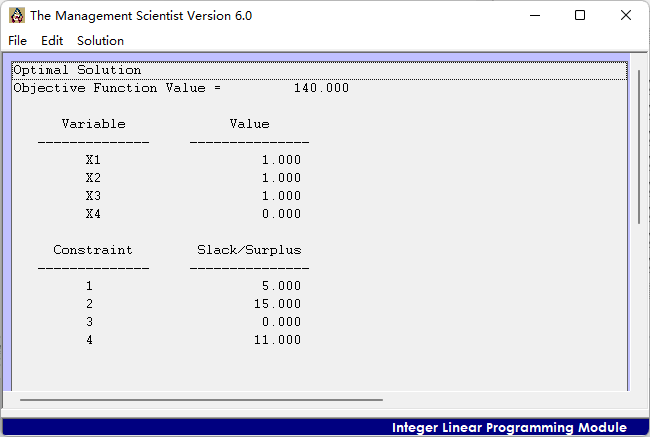 The Management Scientist Version 6.0
File Edit Solution
Optimal Solution
Objective Function Value = 140.000
Variable Value
-------------- ---------------
X1 1.000
X2 1.000
X3 1.000
X4 0.000
Constraint Slack/Surplus
-------------- ---------------
1 5.000
2 15.000
3 0.000
4 11.000
Integer Linear Programming Module